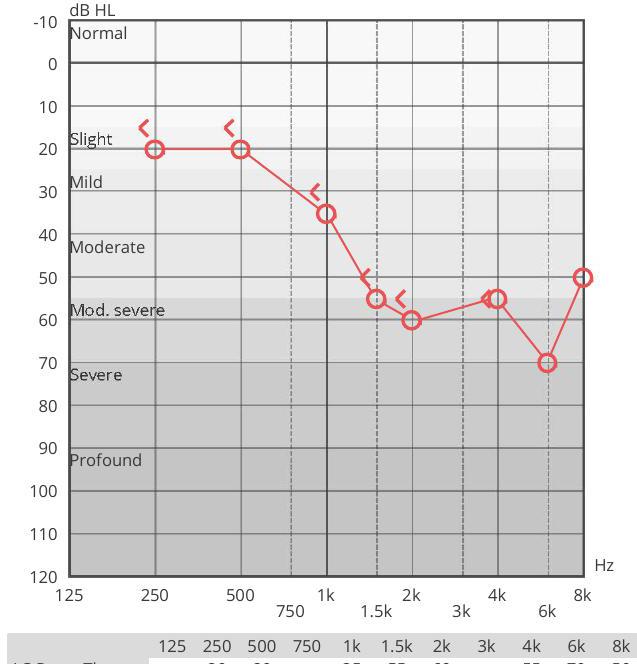 dB HL
-10
Normal
0
10
Slight
20
Mild
30
40
Moderate
50
Mod. severe
60
70
Severe
80
90
Profound
100
110
Hz
120
125 250 500 1k 2k 4k 8k
750 1.5k 3k 6k
125 250 500 750 1k 1.5k 2k 3k 4k 6k 8k